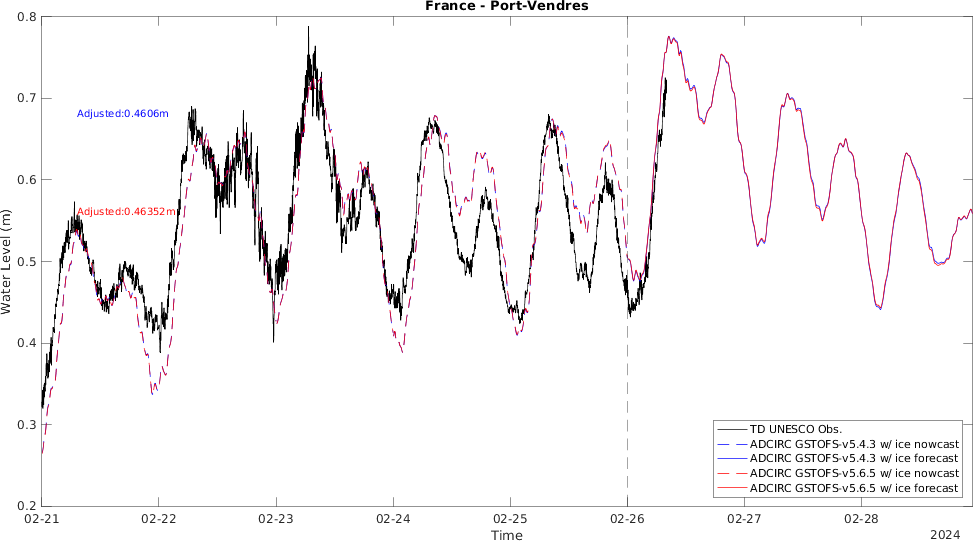 France - Port-Vendres
0.8
0.7
0.6
0.5
0.4
0.3
0.2
Water Level (m)
Adjusted:0.4606m
Adjusted:0.46352m
TD UNESCO Obs.
ADCIRC GSTOFS-v5.4.3 w/ ice nowcast
ADCIRC GSTOFS-v5.4.3 w/ ice forecast
ADCIRC GSTOFS-v5.6.5 w/ ice nowcast
ADCIRC GSTOFS-v5.6.5 w/ ice forecast
02-21 02-22 02-23 02-24 02-25 02-26 02-27 02-28
Time
2024